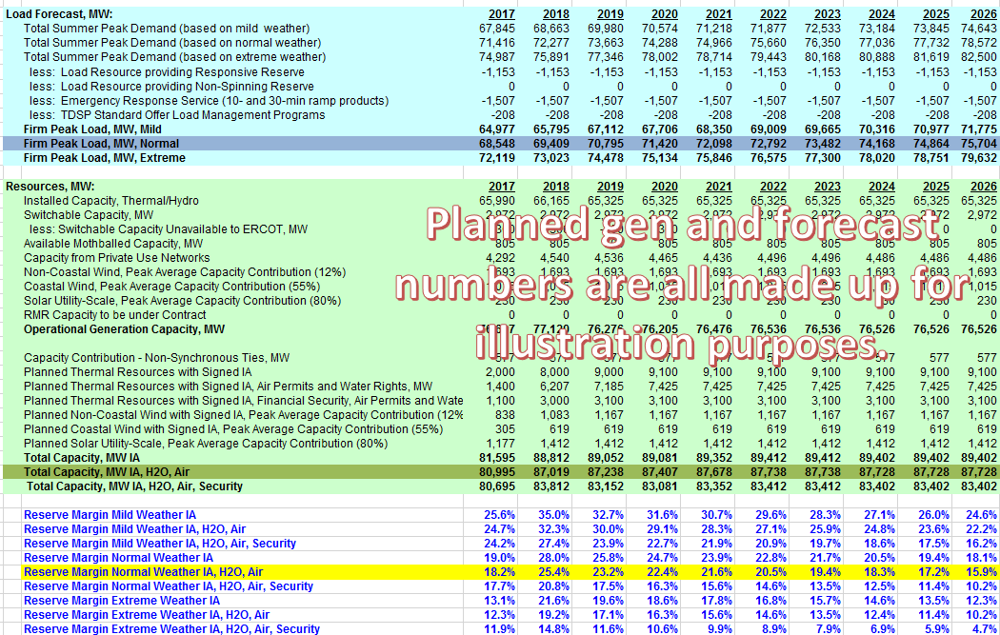 Load Forecast, MW: 2017 2018 2019 2020 2021 2022 2023 2024 2025 2026
Total Summer Peak Demand (based on mild weather) 67,845 68,663 69,980 70,574 71,218 71,877 72,533 73,184 73,845 74,643
Total Summer Peak Demand (based on normal weather) 71,416 72,277 73,663 74,288 74,966 75,660 76,350 77,036 77,732 78,572
Total Summer Peak Demand (based on extreme weather) 74,987 75,891 77,346 78,002 78,714 79,443 80,168 80,888 81,619 82,500
less: Load Resource providing Responsive Reserve -1,153 -1,153 -1,153 -1,153 -1,153 -1,153 -1,153 -1,153 -1,153 -1,153
less: Load Resource providing Non-Spinning Reserve 0 0 0 0 0 0 0 0 0 0
less: Emergency Response Service (10- and 30-min ramp products) -1,507 -1,507 -1,507 -1,507 -1,507 -1,507 -1,507 -1,507 -1,507 -1,507
less: TDSP Standard Offer Load Management Programs -208 -208 -208 -208 -208 -208 -208 -208 -208 -208
Firm Peak Load, MW, Mild 64,977 65,795 67,112 67,706 68,350 69,009 69,665 70,316 70,977 71,775
Firm Peak Load, MW, Normal 68,548 69,409 70,795 71,420 72,098 72,792 73,482 74,168 74,864 75,704
Firm Peak Load, MW, Extreme 72,119 73,023 74,478 75,134 75,846 76,575 77,300 78,020 78,751 79,632
Resources, MW: 2017 2018 2019 2020 2021 2022 2023 2024 2025 2026
Installed Capacity, Thermal/Hydro 65,990 66,165 65,325 65,325 65,325 65,325 65,325 65,325 65,325 65,325
Switchable Capacity, MW 2,972
less: Switchable Capacity Unavailable to ERCOT, MW 0 0
Available Mothballed Capacity, MW 805 805 805 805 805 805 805 805 805 805
Capacity from Private Use Networks 4,292 4,540 4,536 4,465 4,436 4,496 4,496 4,486 4,486 4,486
Non-Coastal Wind, Peak Average Capacity Contribution (12%) 1,693 1,693 1,693 1,693 1,693 1,693 1,693 1,693 1,693
Coastal Wind, Peak Average Capacity Contribution (55%) 1,015
Solar Utility-Scale, Peak Average Capacity Contribution (80%) 230 230 230 230 230 230 230 230 230 230
RMR Capacity to be under Contract 0 0 0 0 0 0 0 0 0 0
Operational Generation Capacity, MW 77,129 76,276 76,205 76,476 76,536 76,536 76,526 76,526 76,526
Planned gen and forecast
numbers are all made up for
illustration purposes.
Capacity Contribution - Non-Synchronous Ties, MW 577 577 577
Planned Thermal Resources with Signed IA 2,000 8,000 9,000 9,100 9,100 9,100 9,100 9,100 9,100 9,100
Planned Thermal Resources with Signed IA, Air Permits and Water Rights, MW 1,400 6,207 7,185 7,425 7,425 7,425 7,425 7,425 7,425 7,425
Planned Thermal Resources with Signed IA, Financial Security, Air Permits and Wate 1,100 3,000 3,100 3,100 3,100 3,100 3,100 3,100 3,100 3,100
Planned Non-Coastal Wind with Signed IA, Peak Average Capacity Contribution (12% 838 1,083 1,167 1,167 1,167 1,167 1,167 1,167 1,167 1,167
Planned Coastal Wind with Signed IA, Peak Average Capacity Contribution (55%) 305 619 619 619 619 619 619 619 619 619
Planned Solar Utility-Scale, Peak Average Capacity Contribution (80%) 1,177 1,412 1,412 1,412 1,412 1,412 1,412 1,412 1,412 1,412
Total Capacity, MW IA 81,595 88,812 89,052 89,081 89,352 89,412 89,412 89,402 89,402 89,402
Total Capacity, MW IA, H2O, Air 80,995 87,019 87,238 87,407 87,678 87,738 87,738 87,728 87,728 87,728
Total Capacity, MW IA, H2O, Air, Security 80,695 83,812 83,152 83,081 83,352 83,412 83,412 83,402 83,402 83,402
Reserve Margin Mild Weather IA 25.6% 35.0% 32.7% 31.6% 30.7% 29.6% 28.3% 27.1% 26.0% 24.6%
Reserve Margin Mild Weather IA, H2O, Air 24.7% 32.3% 30.0% 29.1% 28.3% 27.1% 25.9% 24.8% 23.6% 22.2%
Reserve Margin Mild Weather IA, H2O, Air, Security 24.2% 27.4% 23.9% 22.7% 21.9% 20.9% 19.7% 18.6% 17.5% 16.2%
Reserve Margin Normal Weather IA 19.0% 28.0% 25.8% 24.7% 23.9% 22.8% 21.7% 20.5% 19.4% 18.1%
Reserve Margin Normal Weather IA, H2O, Air 18.2% 25.4% 23.2% 22.4% 21.6% 20.5% 19.4% 18.3% 17.2% 15.9%
Reserve Margin Normal Weather IA, H2O, Air, Security 17.7% 20.8% 17.5% 16.3% 15.6% 14.6% 13.5% 12.5% 11.4% 10.2%
Reserve Margin Extreme Weather IA 13.1% 21.6% 19.6% 18.6% 17.8% 16.8% 15.7% 14.6% 13.5% 12.3%
Reserve Margin Extreme Weather IA, H2O, Air 12.3% 19.2% 17.1% 16.3% 15.6% 14.6% 13.5% 12.4% 11.4% 10.2%
Reserve Margin Extreme Weather IA, H2O, Air, Security 11.9% 14.8% 11.6% 10.6% 9.9% 8.9% 7.9% 6.9% 5.9% 4.7%